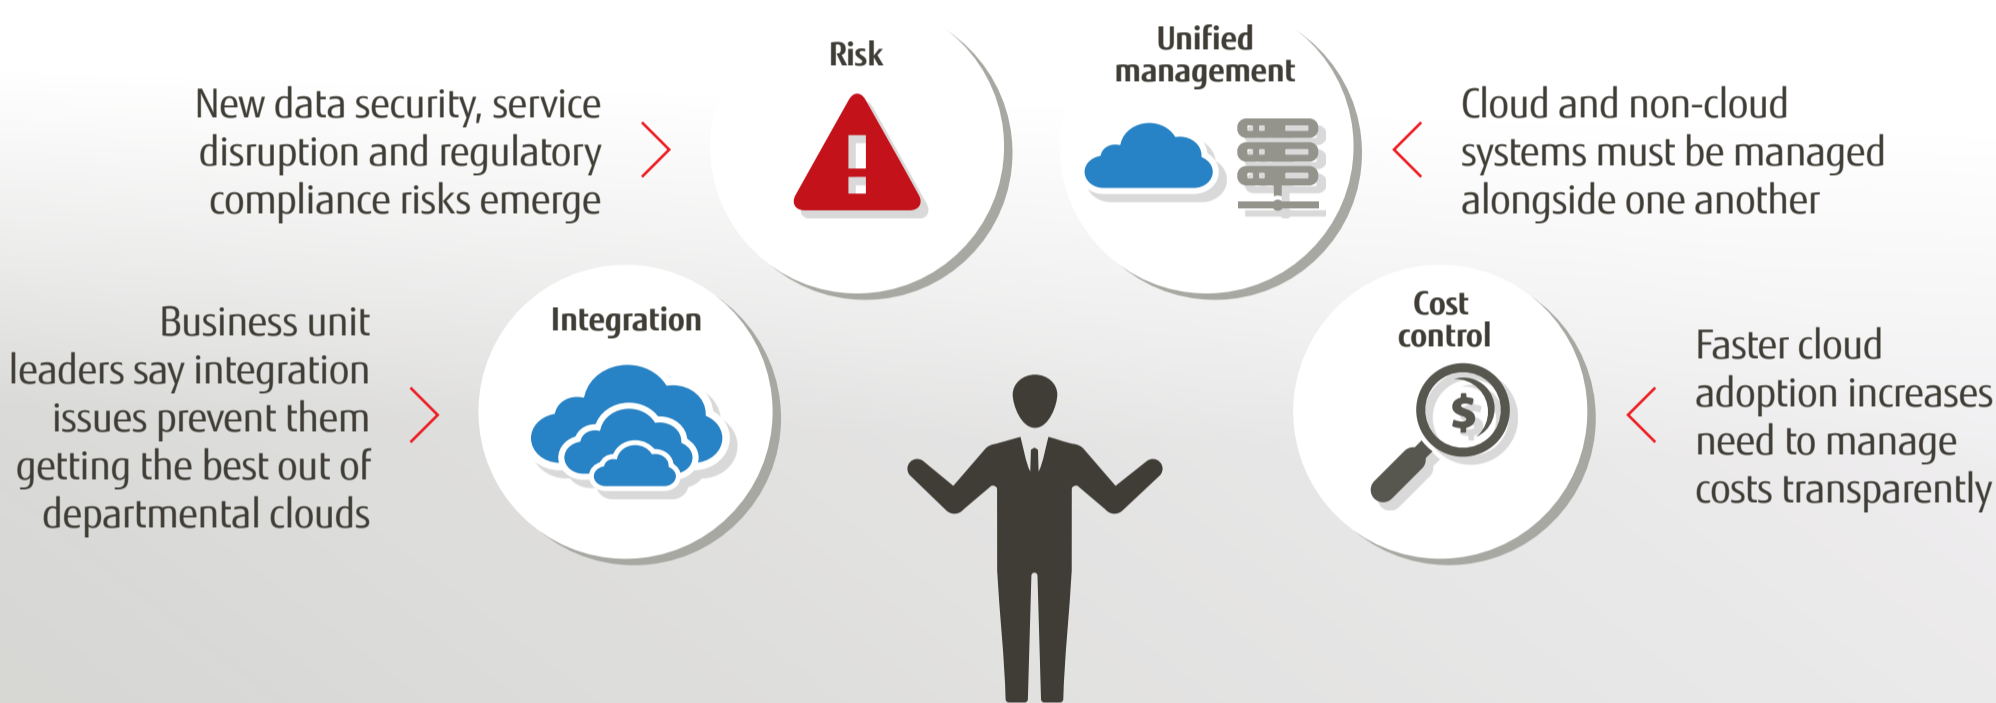 Risk
New data security, service
disruption and regulatory
compliance risks emerge
Unified
management
Cloud and non-cloud
systems must be managed
alongside one another
Integration
Business unit
leaders say integration
issues prevent them
getting the best out of
departmental clouds
Cost
control
$
Faster cloud
adoption increases
need to manage
costs transparently